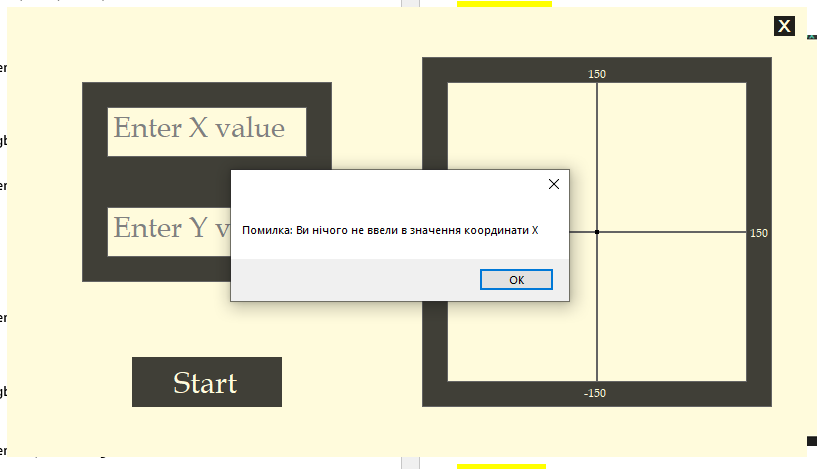 X
150
Enter X value
Enter Y v
Помилка: Ви нічого не ввели в значення координати X
150
OK
Start
-150